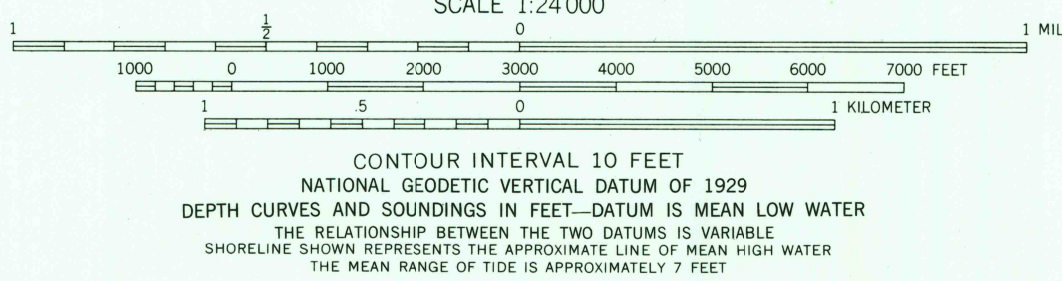 SCALE 1:24 000
1 ½ 0 1 MIL
1000 0 1000 2000 3000 4000 5000 6000 7000 FEET
1 .5 0 1 KILOMETER
CONTOUR INTERVAL 10 FEET
NATIONAL GEODETIC VERTICAL DATUM OF 1929
DEPTH CURVES AND SOUNDINGS IN FEET—DATUM IS MEAN LOW WATER
THE RELATIONSHIP BETWEEN THE TWO DATUMS IS VARIABLE
SHORELINE SHOWN REPRESENTS THE APPROXIMATE LINE OF MEAN HIGH WATER
THE MEAN RANGE OF TIDE IS APPROXIMATELY 7 FEET